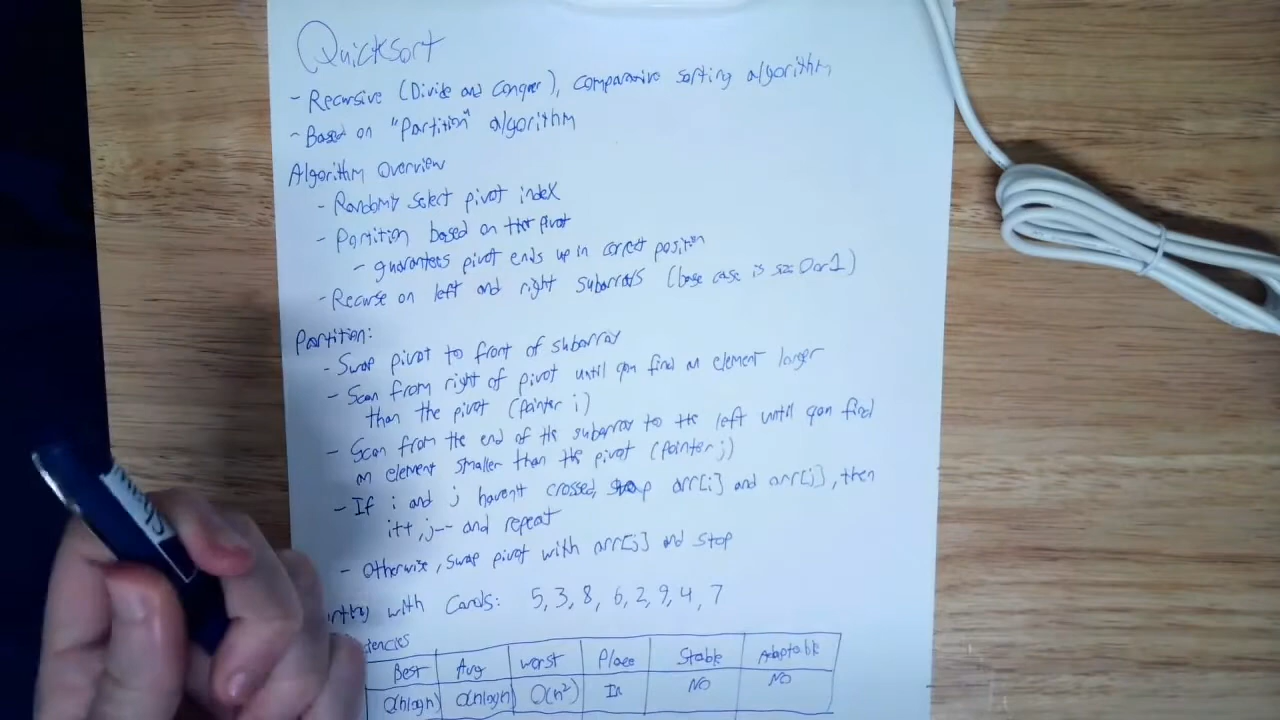 Quicksort
- Recursive (Divide and Conquer), comparative sorting algorithm
- Based on "Partition" algorithm
Algorithm Overview
- Randomly select pivot index
- Partition based on the pivot
- guarantees pivot ends up in correct position
- Recurse on left and right subarrays (base case is size 0 or 1)
Partition:
- Swap pivot to front of subarray
- Scan from right of pivot until you find an element larger
than the pivot (pointer i)
- Scan from the end of the subarray to the left until you find
an element smaller than the pivot (pointer j)
- If i and j haven't crossed, swap arr[i] and arr[j], then
i++, j-- and repeat
- Otherwise, swap pivot with arr[j] and stop
with Cards: 5, 3, 8, 6, 2, 9, 4, 7
Best Avg worst Place Stable Adaptable
O(nlogn) O(nlogn) O(n²) In NO NO